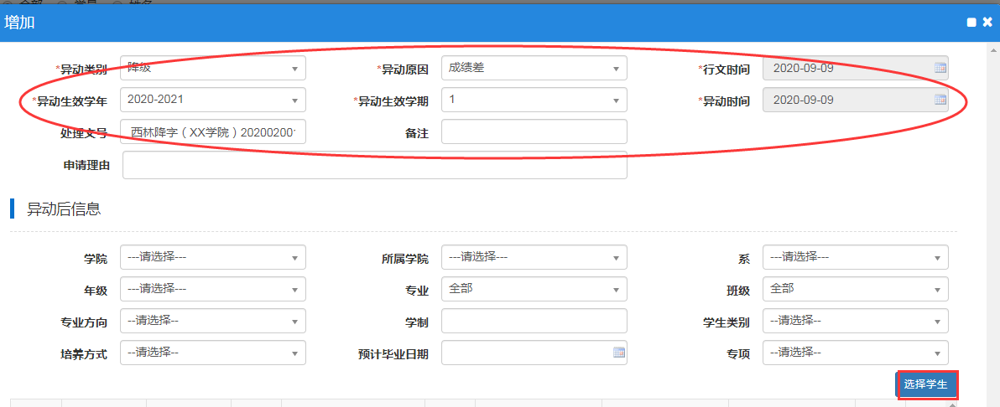 增加
*异动类别 降级 *异动原因 成绩差 *行文时间 2020-09-09
*异动生效学年 2020-2021 *异动生效学期 1 *异动时间 2020-09-09
处理文号 西林降字（XX学院）202002001 备注
申请理由
异动后信息
学院 ---请选择--- 所属学院 ---请选择--- 系 ---请选择---
年级 ---请选择--- 专业 全部 班级 全部
专业方向 --请选择-- 学制 学生类别 --请选择--
培养方式 --请选择-- 预计毕业日期 专项 --请选择--
选择学生